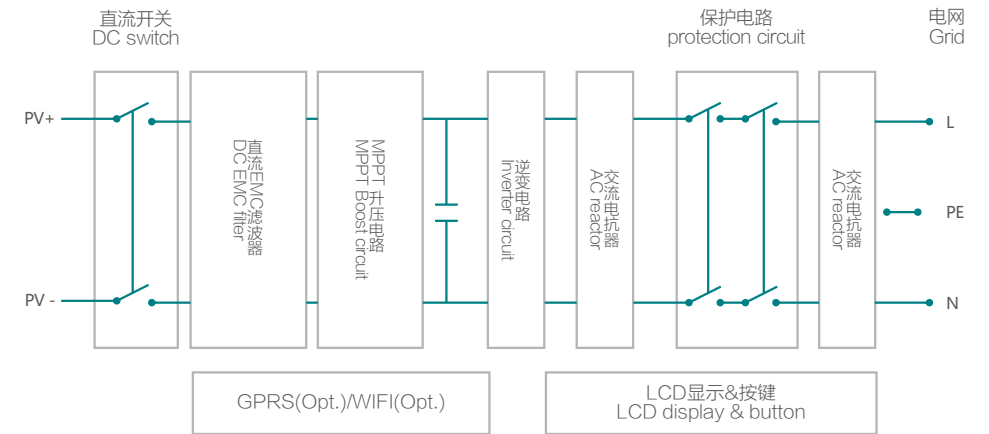 直流开关
DC switch
保护电路
protection circuit
电网
Grid
PV+
PV -
直流EMC滤波器
DC EMC filter
MPPT 升压电路
MPPT Boost circuit
逆变电路
Inverter circuit
交流电抗器
AC reactor
交流电抗器
AC reactor
L
PE
N
GPRS(Opt.)/WIFI(Opt.)
LCD显示&按键
LCD display & button